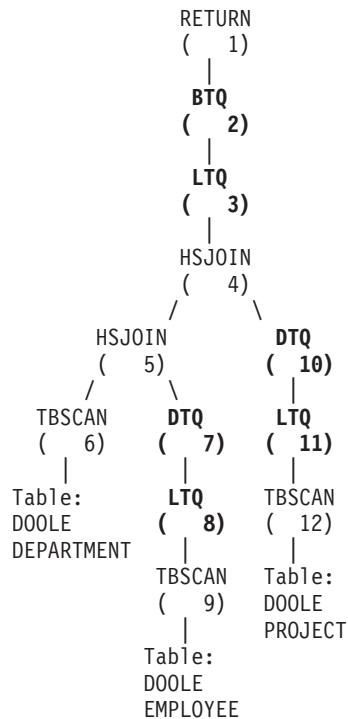 RETURN
( 1)
|
BTQ
( 2)
|
LTQ
( 3)
|
HSJOIN
( 4)
/ \
HSJOIN DTQ
( 5) ( 10)
/ \ |
TBSCAN DTQ LTQ
( 6) ( 7) ( 11)
| | |
Table: LTQ TBSCAN
DOOLE ( 8) ( 12)
DEPARTMENT | |
TBSCAN Table:
( 9) DOOLE
| PROJECT
Table:
DOOLE
EMPLOYEE